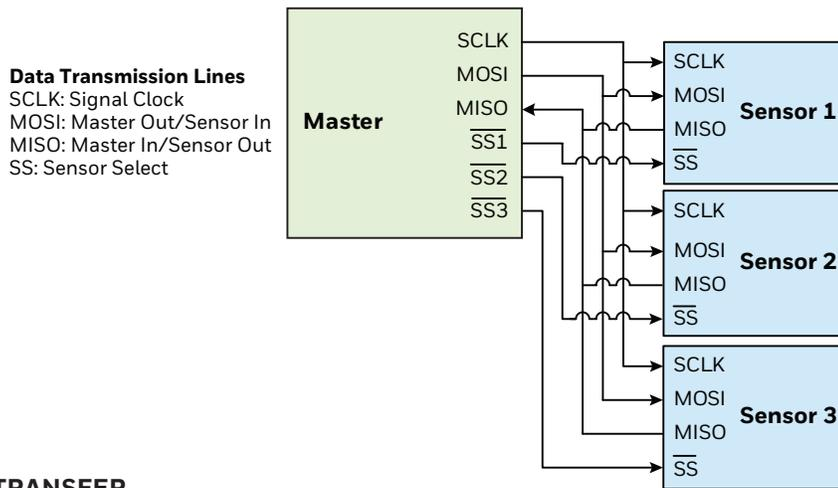 Data Transmission Lines
SCLK: Signal Clock
MOSI: Master Out/Sensor In
MISO: Master In/Sensor Out
SS: Sensor Select
Master
SCLK
MOSI
MISO
SS1
SS2
SS3
SCLK
MOSI
MISO
SS
Sensor 1
SCLK
MOSI
MISO
SS
Sensor 2
SCLK
MOSI
MISO
SS
Sensor 3
TRANSFER